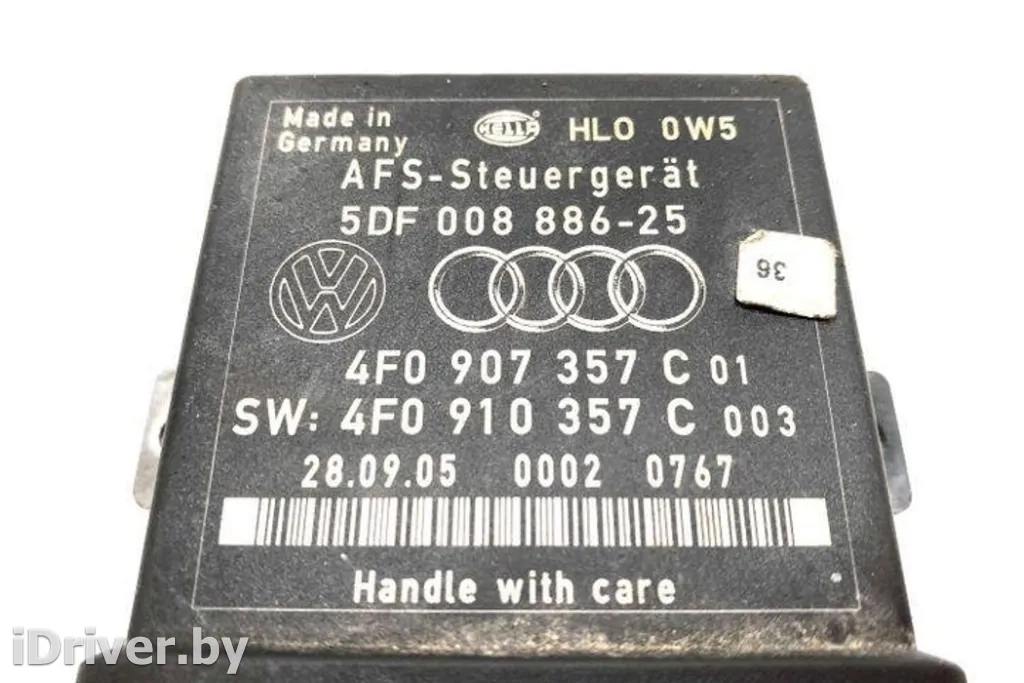 Made in
Germany
HELLA® HLO 0W5
AFS-Steuergerät
5DF 008 886-25
36
4F0 907 357 C 01
SW: 4F0 910 357 C 003
28.09.05 0002 0767
Handle with care
iDriver.by